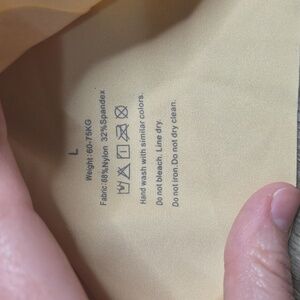 L
Weight:60-75KG
Fabric:68%Nylon 32%Spandex
Hand wash with similar colors.
Do not bleach. Line dry.
Do not iron.Do not dry clean.